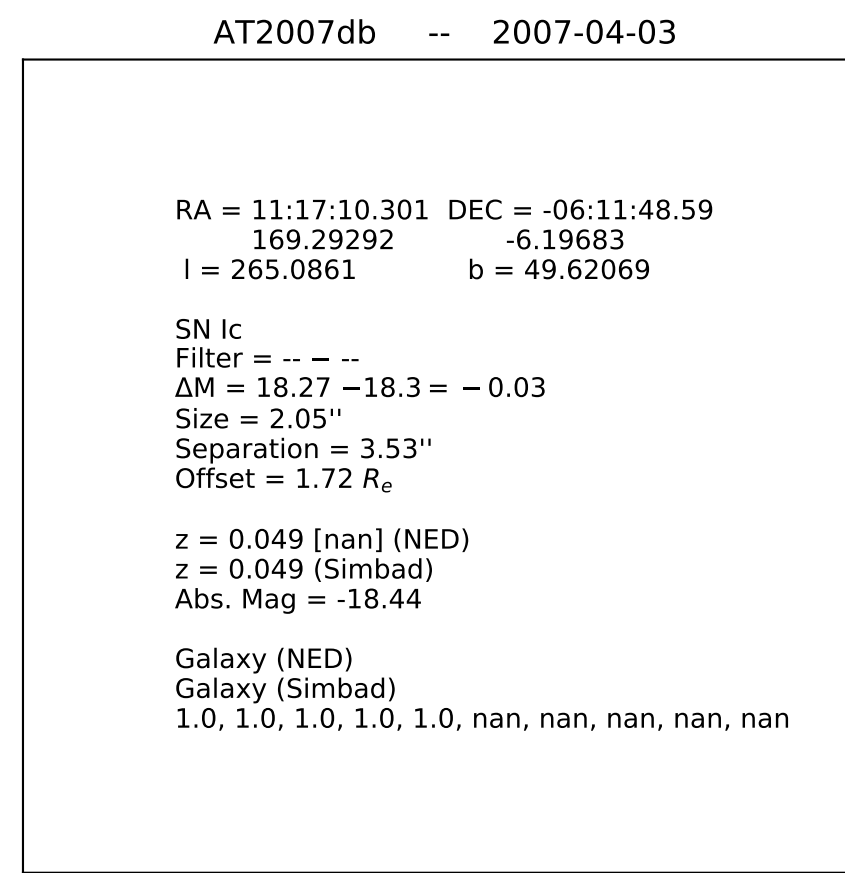 AT2007db -- 2007-04-03
RA = 11:17:10.301 DEC = -06:11:48.59
169.29292 -6.19683
l = 265.0861 b = 49.62069
SN Ic
Filter = -- − --
ΔM = 18.27 −18.3 = − 0.03
Size = 2.05''
Separation = 3.53''
Offset = 1.72 Rₑ
z = 0.049 [nan] (NED)
z = 0.049 (Simbad)
Abs. Mag = -18.44
Galaxy (NED)
Galaxy (Simbad)
1.0, 1.0, 1.0, 1.0, 1.0, nan, nan, nan, nan, nan